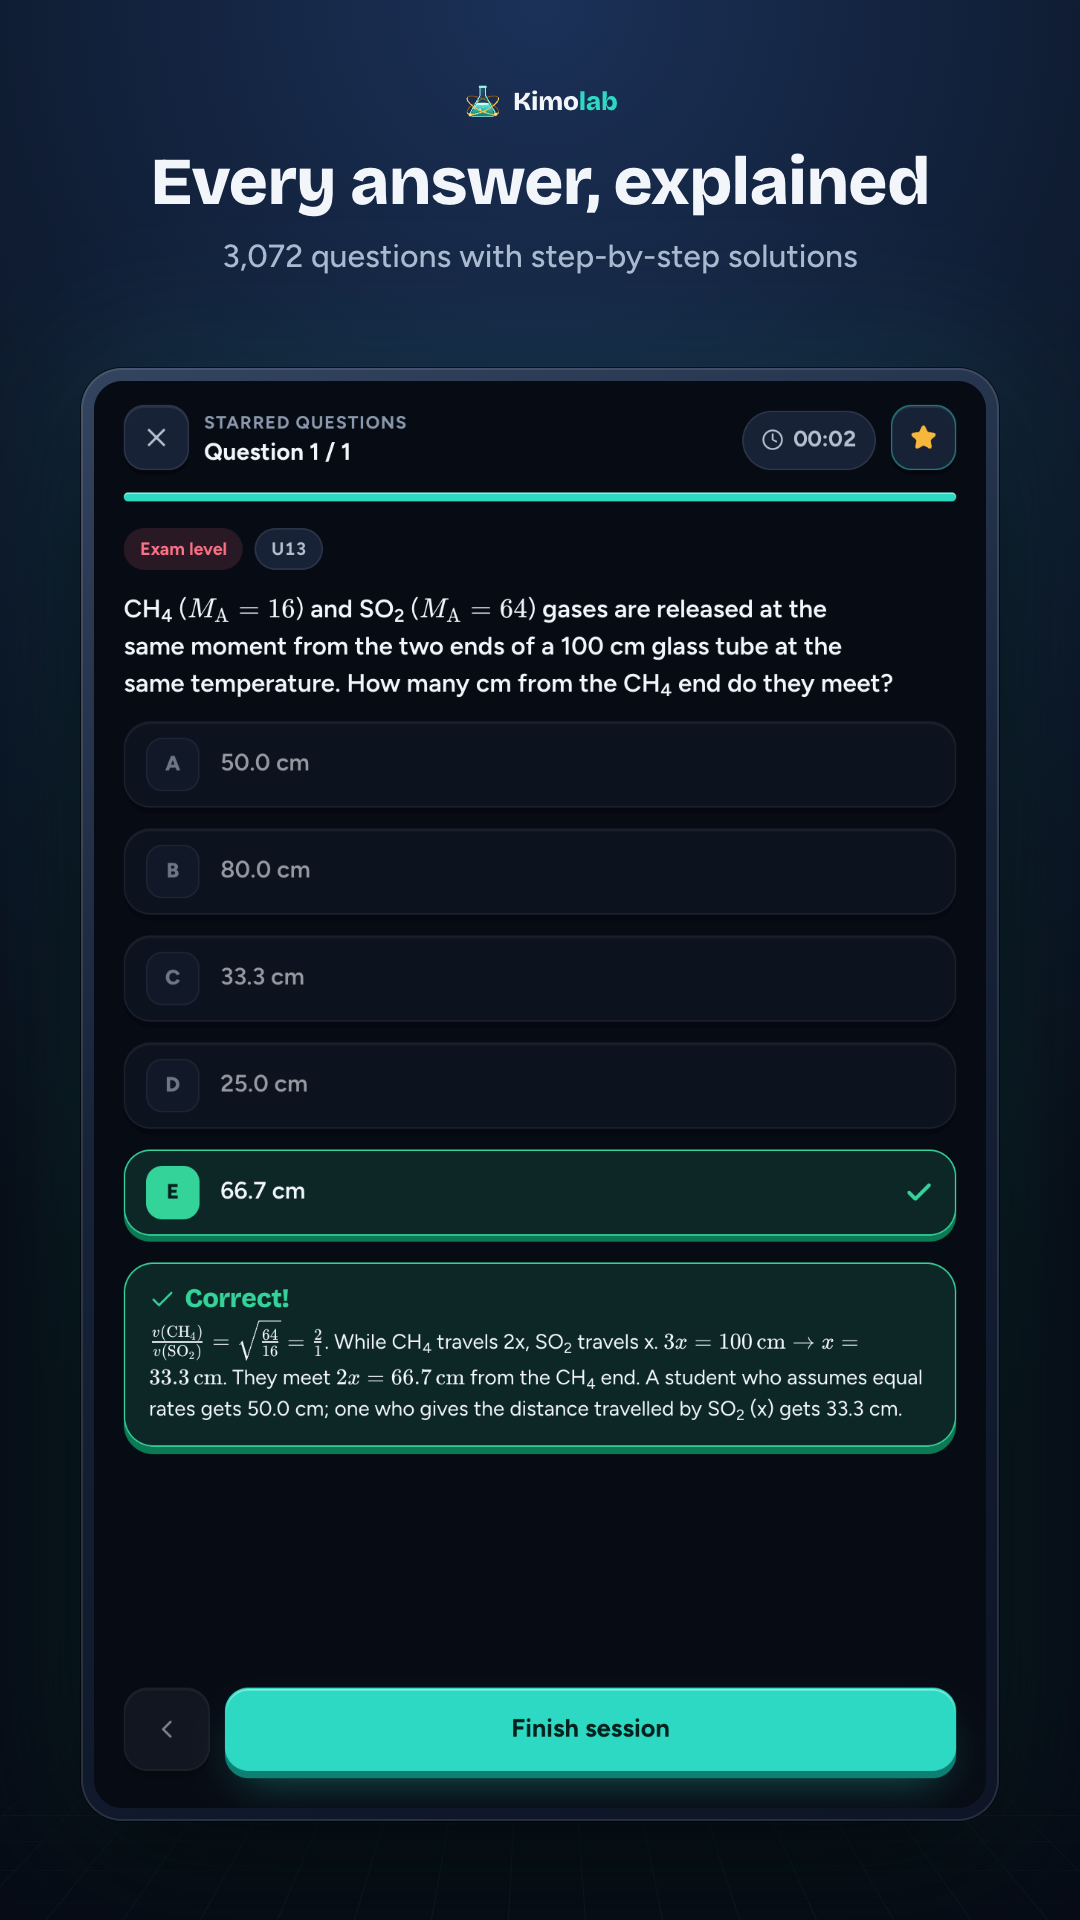 Kimolab
Every answer, explained
3,072 questions with step-by-step solutions
STARRED QUESTIONS
Question 1 / 1
00:02
Exam level
U13
CH₄ (M_A = 16) and SO₂ (M_A = 64) gases are released at the
same moment from the two ends of a 100 cm glass tube at the
same temperature. How many cm from the CH₄ end do they meet?
A 50.0 cm
B 80.0 cm
C 33.3 cm
D 25.0 cm
E 66.7 cm
Correct!
v(CH₄)/v(SO₂) = √(64/16) = 2/1. While CH₄ travels 2x, SO₂ travels x. 3x = 100 cm → x =
33.3 cm. They meet 2x = 66.7 cm from the CH₄ end. A student who assumes equal
rates gets 50.0 cm; one who gives the distance travelled by SO₂ (x) gets 33.3 cm.
Finish session